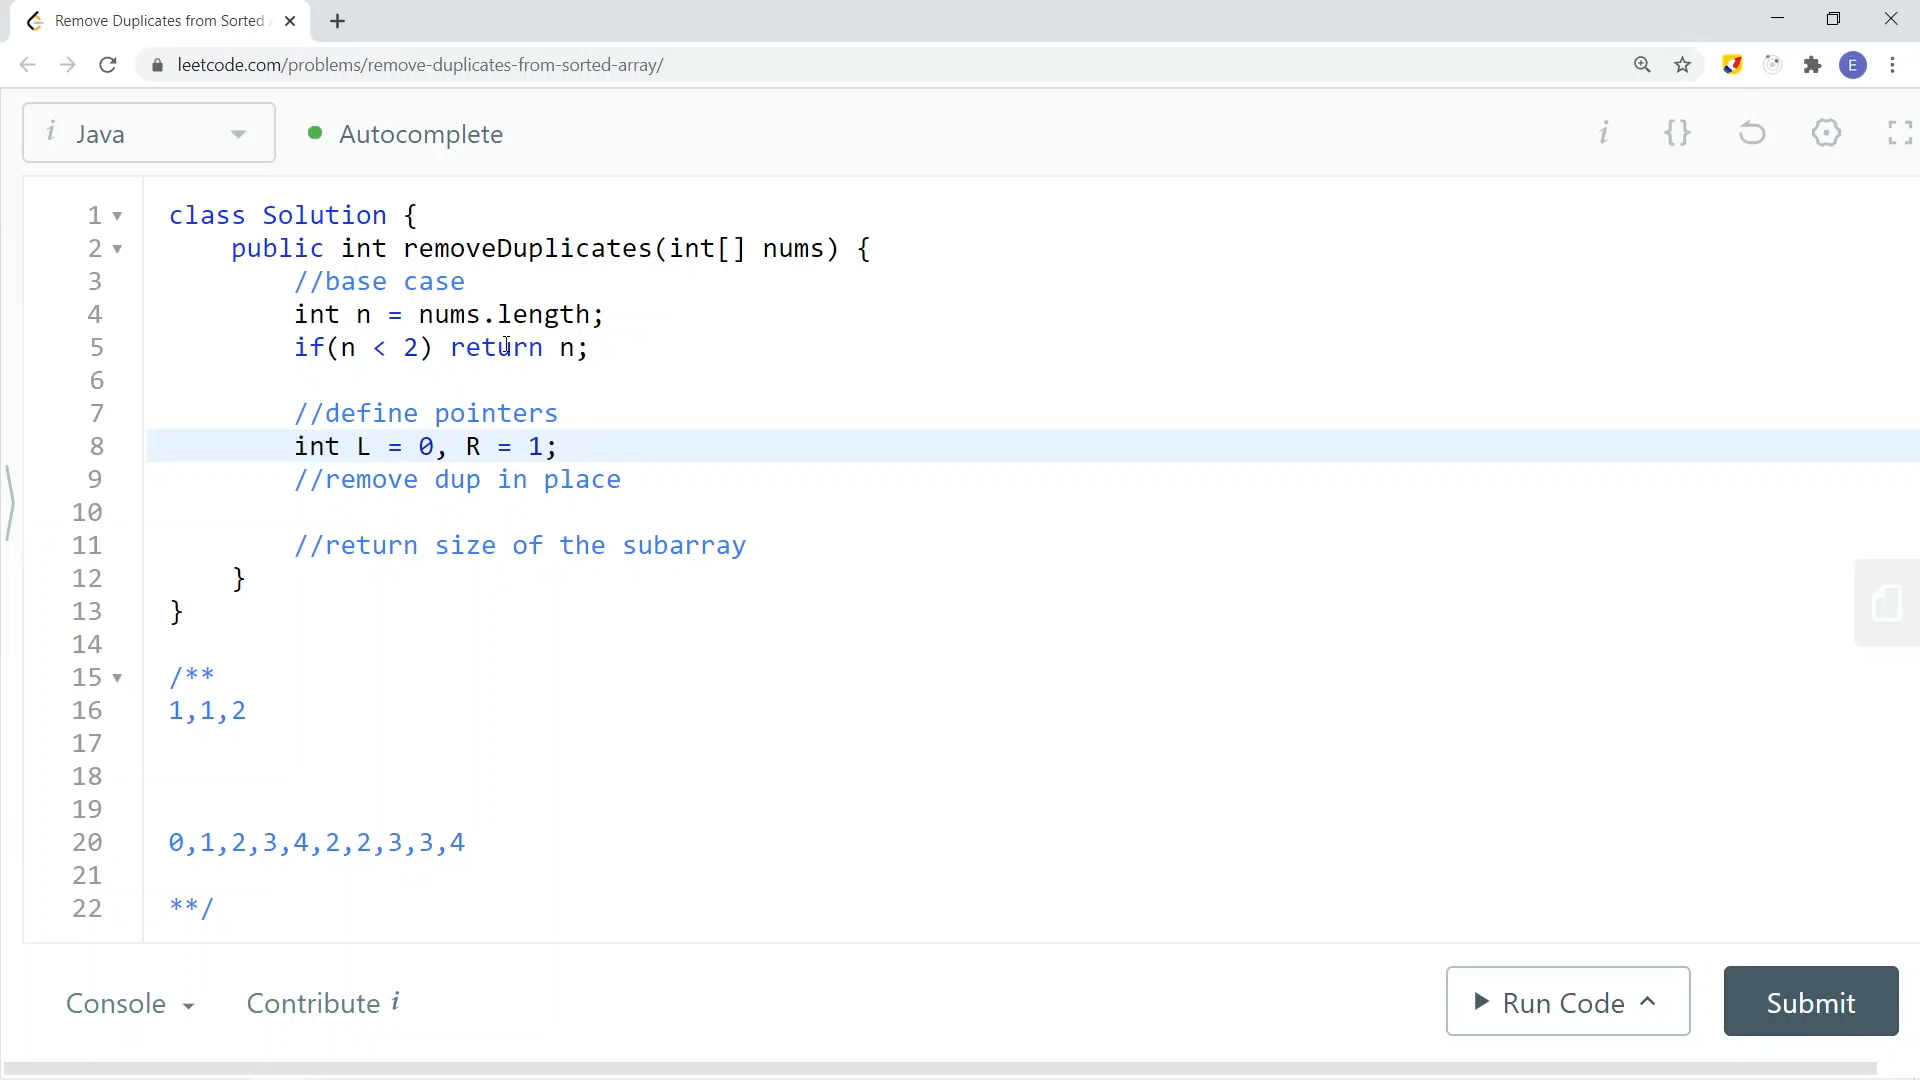 Remove Duplicates from Sorted
leetcode.com/problems/remove-duplicates-from-sorted-array/
E
i Java
Autocomplete
i {}
1 class Solution {
2 public int removeDuplicates(int[] nums) {
3 //base case
4 int n = nums.length;
5 if(n < 2) return n;
6
7 //define pointers
8 int L = 0, R = 1;
9 //remove dup in place
10
11 //return size of the subarray
12 }
13 }
14
15 /**
16 1,1,2
17
18
19
20 0,1,2,3,4,2,2,3,3,4
21
22 **/
Console
Contribute i
Run Code
Submit